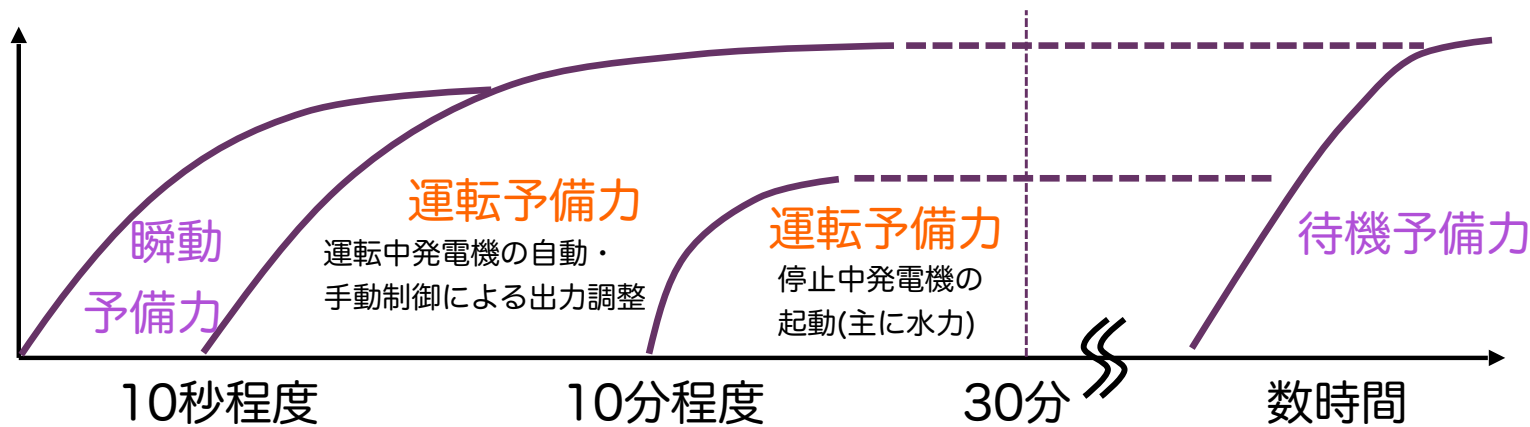 瞬動
予備力
運転予備力
運転中発電機の自動・
手動制御による出力調整
運転予備力
停止中発電機の
起動(主に水力)
待機予備力
10秒程度
10分程度
30分
数時間